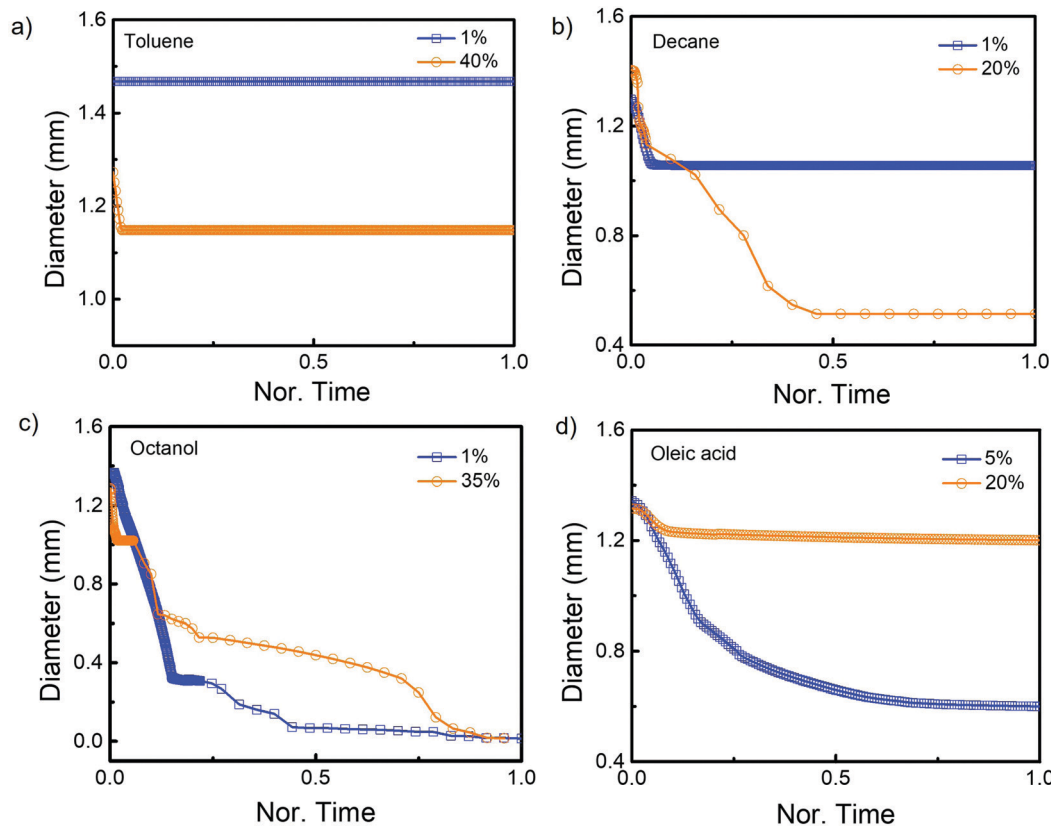 a)
Toluene
1%
40%
1.6
1.4
1.2
1.0
Diameter (mm)
0.0
0.5
1.0
Nor. Time
b)
Decane
1%
20%
1.6
1.2
0.8
0.4
Diameter (mm)
0.0
0.5
1.0
Nor. Time
c)
Octanol
1%
35%
1.6
1.2
0.8
0.4
0.0
Diameter (mm)
0.0
0.5
1.0
Nor. Time
d)
Oleic acid
5%
20%
1.6
1.2
0.8
0.4
Diameter (mm)
0.0
0.5
1.0
Nor. Time